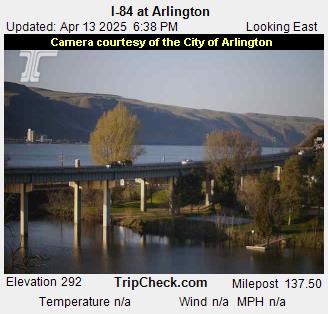 I-84 at Arlington
Updated: Apr 13 2025 6:38 PM Looking East
Camera courtesy of the City of Arlington
Elevation 292 TripCheck.com Milepost 137.50
Temperature n/a Wind n/a MPH n/a